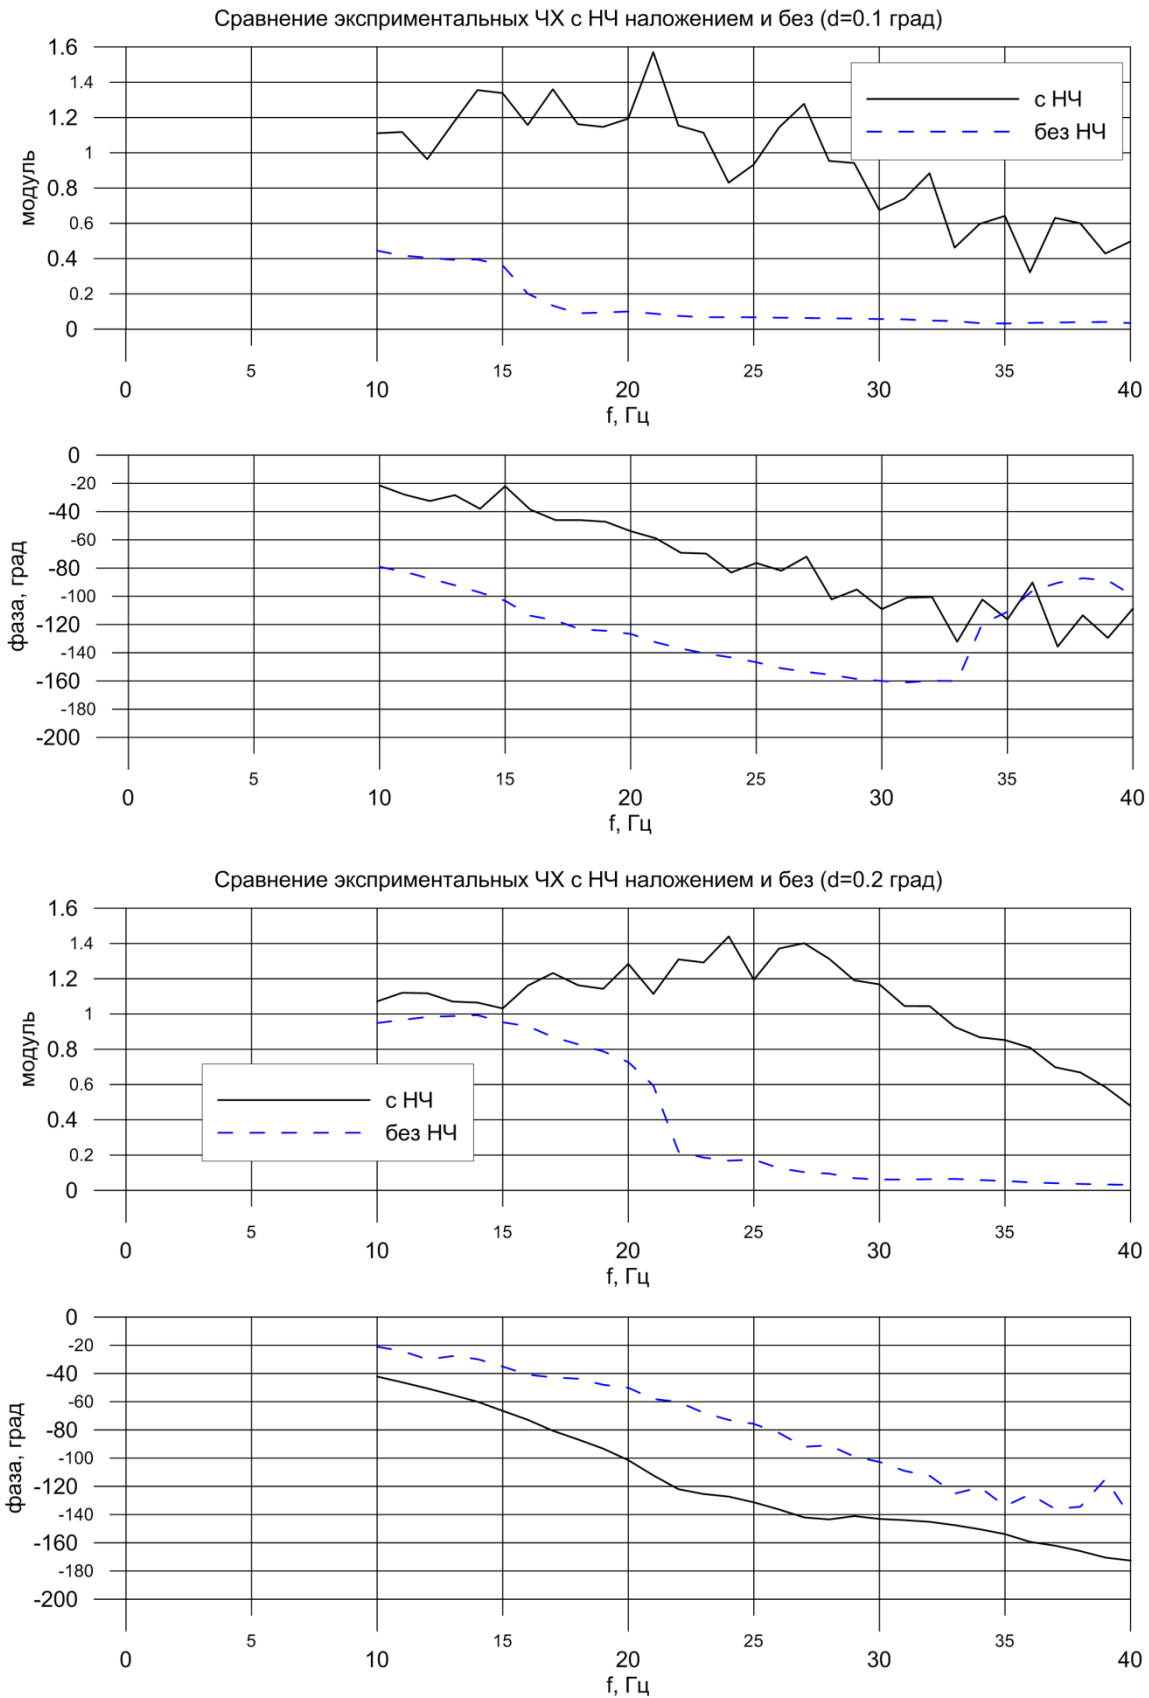 Сравнение эксприментальных ЧХ с НЧ наложением и без (d=0.1 град)
1.6
1.4
1.2
1
0.8
0.6
0.4
0.2
0
модуль
с НЧ
без НЧ
5 15 25 35
0 10 20 30 40
f, Гц
0
-20
-40
-60
-80
-100
-120
-140
-160
-180
-200
фаза, град
5 15 25 35
0 10 20 30 40
f, Гц
Сравнение эксприментальных ЧХ с НЧ наложением и без (d=0.2 град)
1.6
1.4
1.2
1
0.8
0.6
0.4
0.2
0
модуль
с НЧ
без НЧ
5 15 25 35
0 10 20 30 40
f, Гц
0
-20
-40
-60
-80
-100
-120
-140
-160
-180
-200
фаза, град
5 15 25 35
0 10 20 30 40
f, Гц